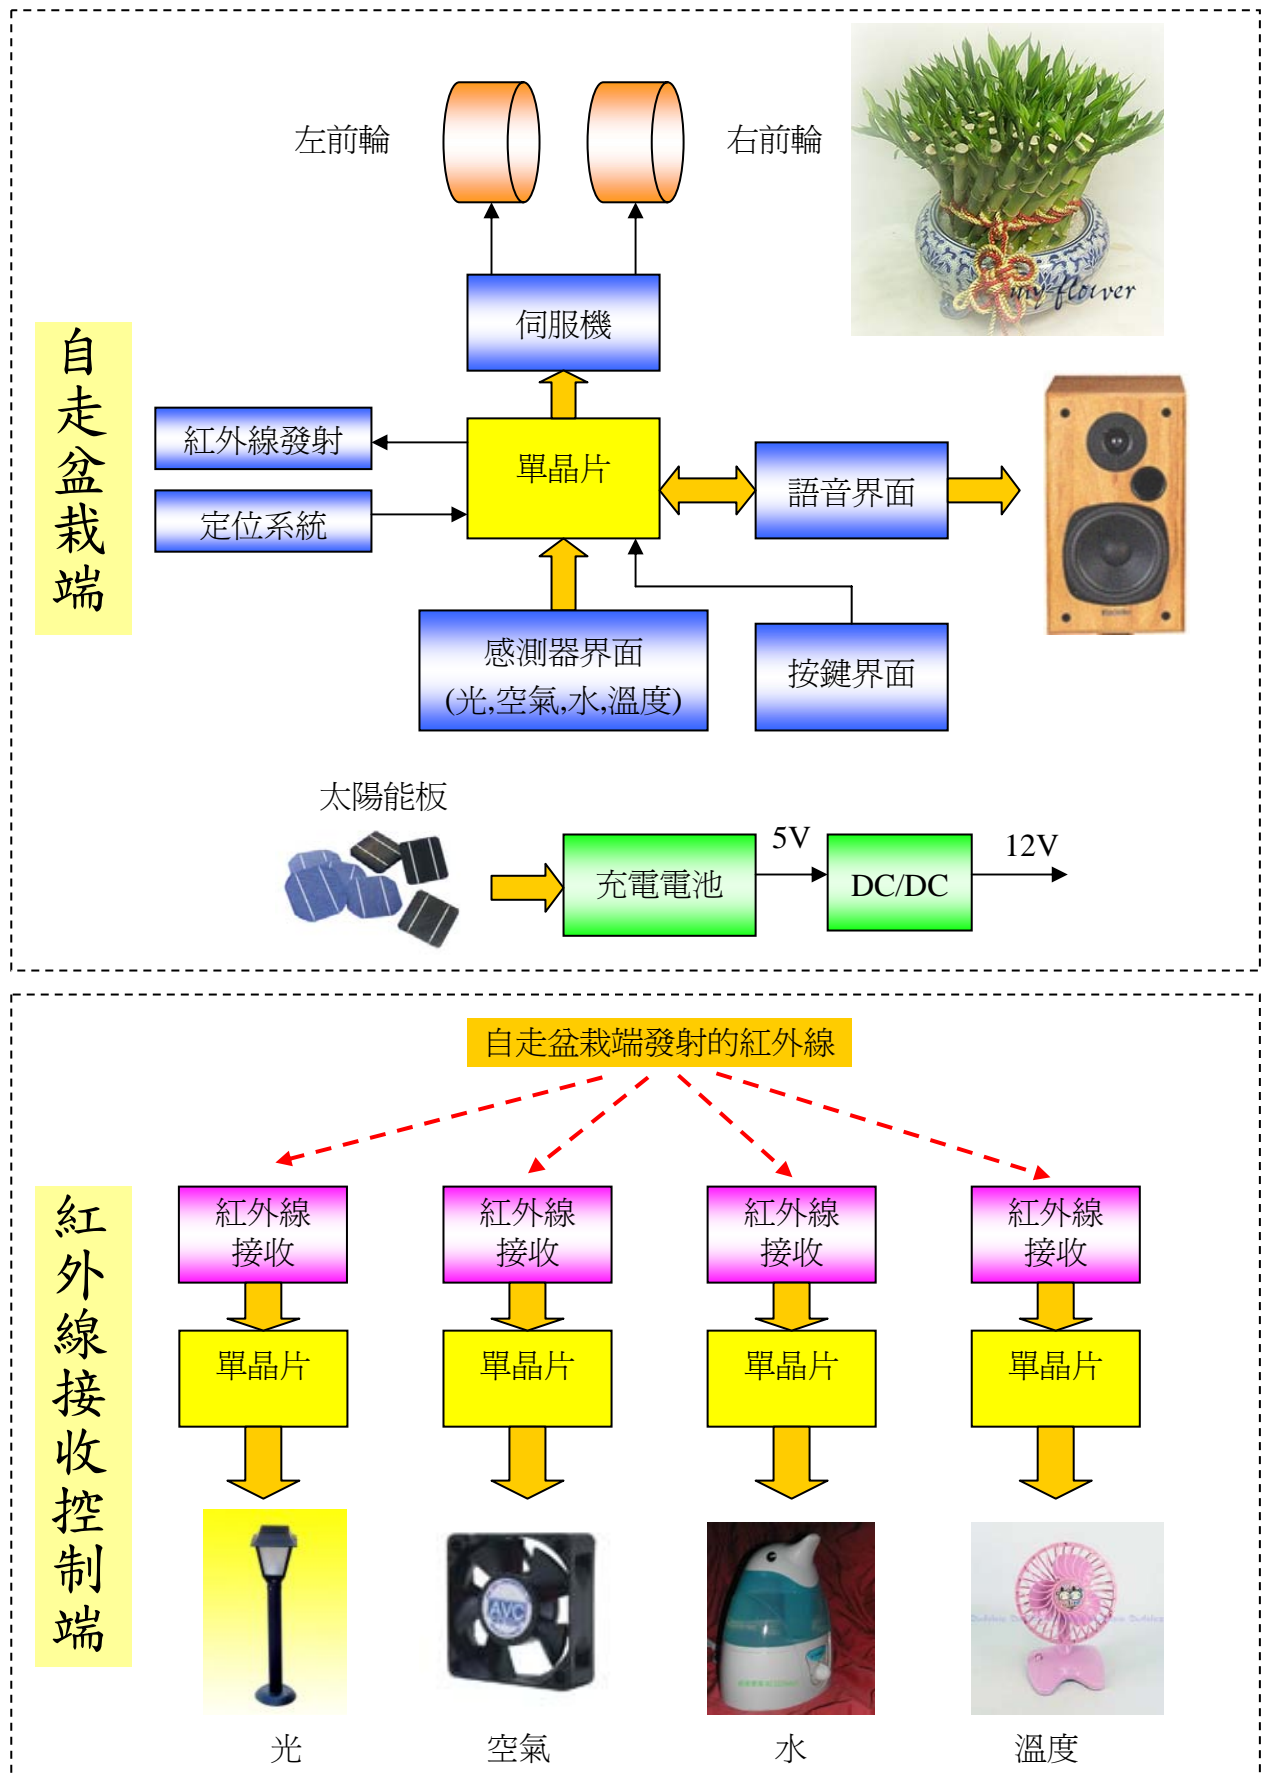 左前輪
右前輪
my-flower
伺服機
自走盆栽端
紅外線發射
單晶片
語音界面
定位系統
感測器界面
(光,空氣,水,溫度)
按鍵界面
太陽能板
充電電池
5V
DC/DC
12V
自走盆栽端發射的紅外線
紅外線接收控制端
紅外線
接收
紅外線
接收
紅外線
接收
紅外線
接收
單晶片
單晶片
單晶片
單晶片
AVC
光
空氣
水
溫度